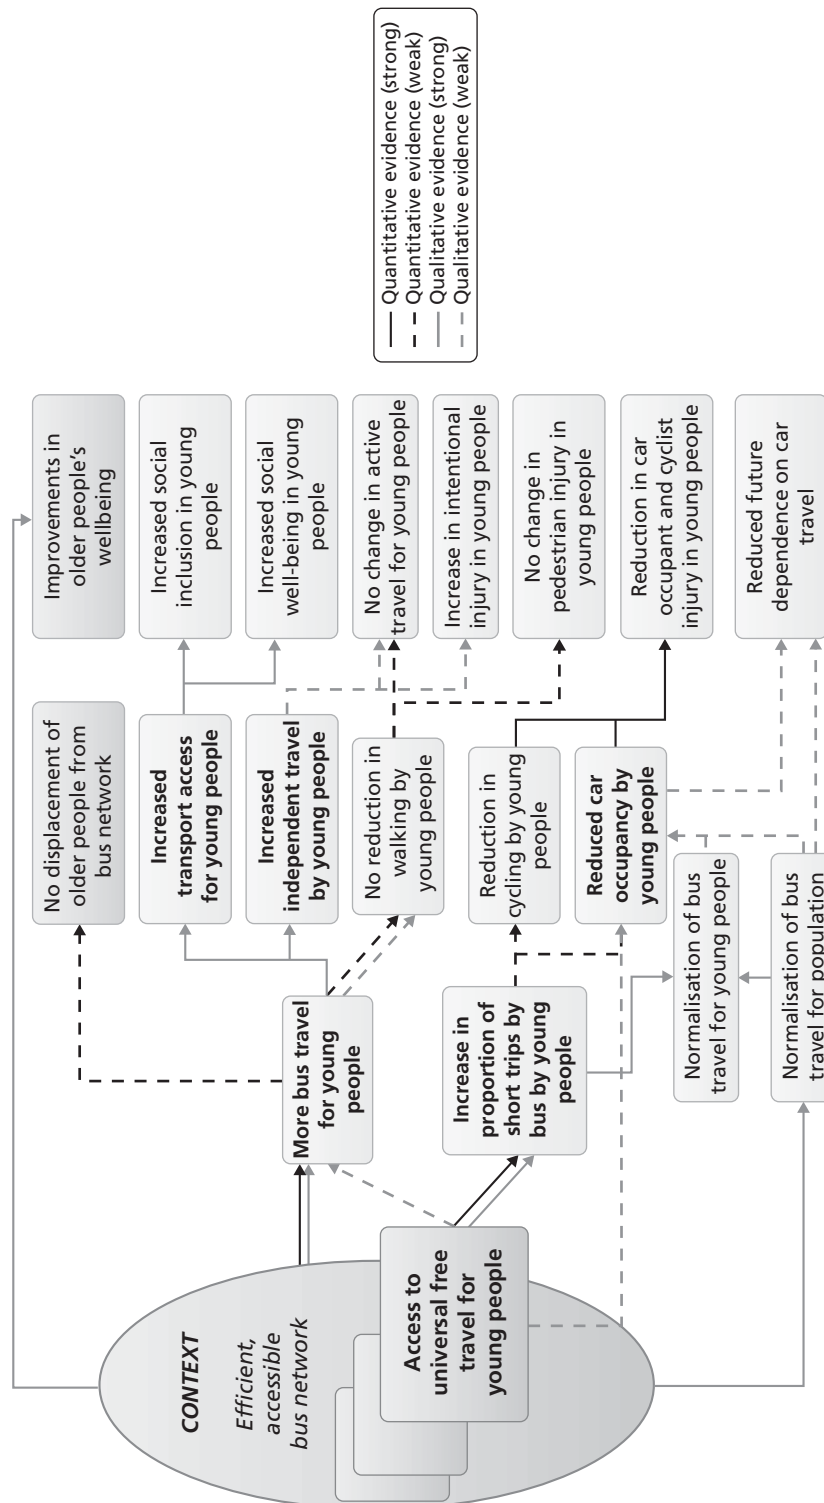 CONTEXT
Efficient,
accessible
bus network
Access to
universal free
travel for
young people
More bus travel
for young
people
Increase in
proportion of
short trips by
bus by young
people
No displacement of
older people from
bus network
Increased
transport access
for young people
Increased
independent travel
by young people
No reduction in
walking by
young people
Reduction in
cycling by young
people
Reduced car
occupancy by
young people
Normalisation of bus
travel for young people
Normalisation of bus
travel for population
Improvements in
older people's
wellbeing
Increased social
inclusion in young
people
Increased social
well-being in young
people
No change in active
travel for young people
Increase in intentional
injury in young people
No change in
pedestrian injury in
young people
Reduction in car
occupant and cyclist
injury in young people
Reduced future
dependence on car
travel
Quantitative evidence (strong)
Quantitative evidence (weak)
Qualitative evidence (strong)
Qualitative evidence (weak)